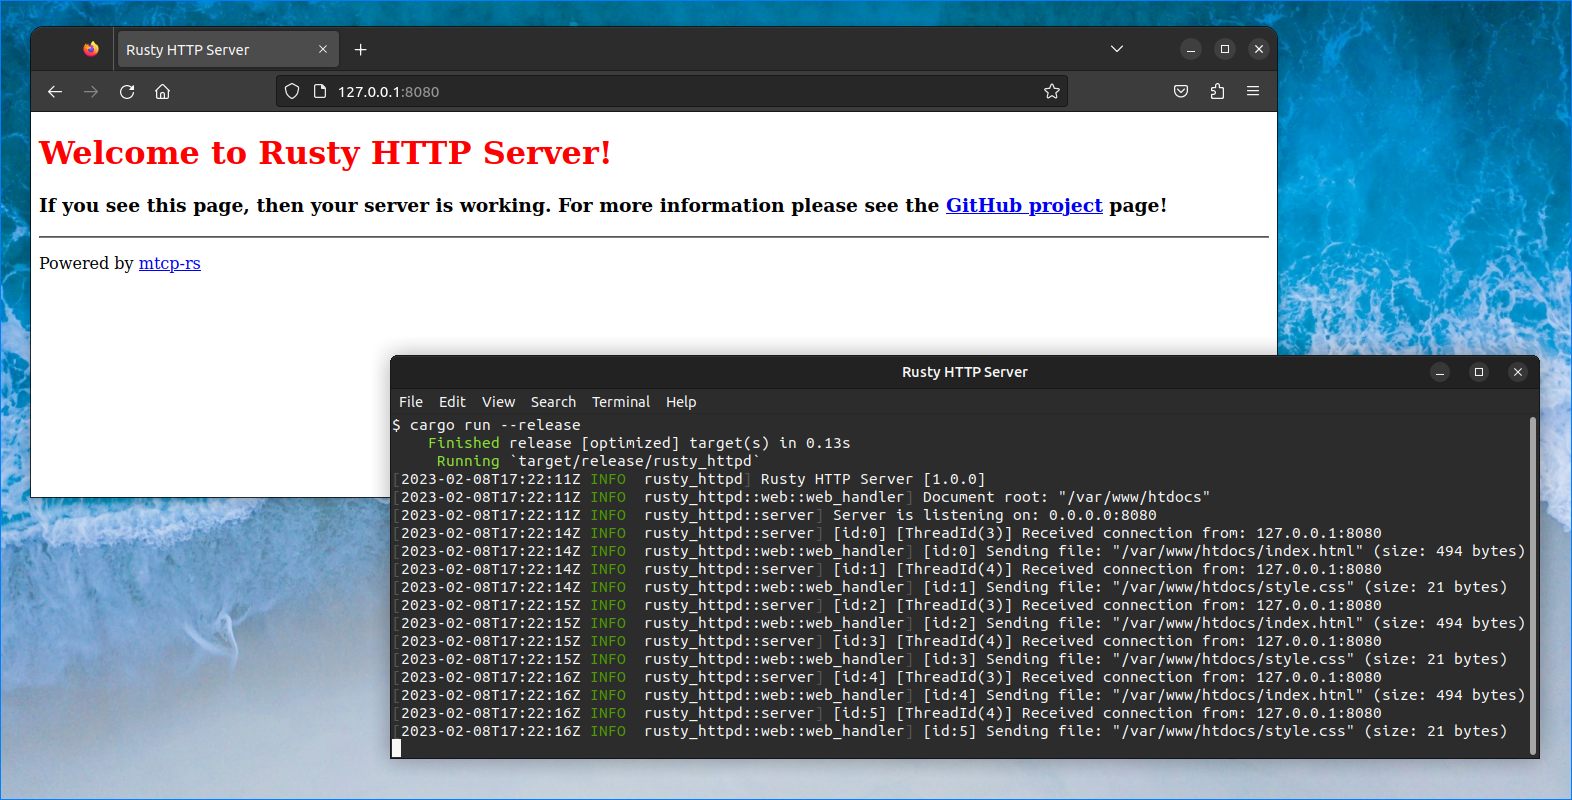 Rusty HTTP Server
127.0.0.1:8080
Welcome to Rusty HTTP Server!
If you see this page, then your server is working. For more information please see the GitHub project page!
Powered by mtcp-rs
Rusty HTTP Server
File Edit View Search Terminal Help
$ cargo run --release
Finished release [optimized] target(s) in 0.13s
Running `target/release/rusty_httpd`
[2023-02-08T17:22:11Z INFO rusty_httpd] Rusty HTTP Server [1.0.0]
[2023-02-08T17:22:11Z INFO rusty_httpd::web::web_handler] Document root: "/var/www/htdocs"
[2023-02-08T17:22:11Z INFO rusty_httpd::server] Server is listening on: 0.0.0.0:8080
[2023-02-08T17:22:14Z INFO rusty_httpd::server] [id:0] [ThreadId(3)] Received connection from: 127.0.0.1:8080
[2023-02-08T17:22:14Z INFO rusty_httpd::web::web_handler] [id:0] Sending file: "/var/www/htdocs/index.html" (size: 494 bytes)
[2023-02-08T17:22:14Z INFO rusty_httpd::server] [id:1] [ThreadId(4)] Received connection from: 127.0.0.1:8080
[2023-02-08T17:22:14Z INFO rusty_httpd::web::web_handler] [id:1] Sending file: "/var/www/htdocs/style.css" (size: 21 bytes)
[2023-02-08T17:22:15Z INFO rusty_httpd::server] [id:2] [ThreadId(3)] Received connection from: 127.0.0.1:8080
[2023-02-08T17:22:15Z INFO rusty_httpd::web::web_handler] [id:2] Sending file: "/var/www/htdocs/index.html" (size: 494 bytes)
[2023-02-08T17:22:15Z INFO rusty_httpd::server] [id:3] [ThreadId(4)] Received connection from: 127.0.0.1:8080
[2023-02-08T17:22:15Z INFO rusty_httpd::web::web_handler] [id:3] Sending file: "/var/www/htdocs/style.css" (size: 21 bytes)
[2023-02-08T17:22:16Z INFO rusty_httpd::server] [id:4] [ThreadId(3)] Received connection from: 127.0.0.1:8080
[2023-02-08T17:22:16Z INFO rusty_httpd::web::web_handler] [id:4] Sending file: "/var/www/htdocs/index.html" (size: 494 bytes)
[2023-02-08T17:22:16Z INFO rusty_httpd::server] [id:5] [ThreadId(4)] Received connection from: 127.0.0.1:8080
[2023-02-08T17:22:16Z INFO rusty_httpd::web::web_handler] [id:5] Sending file: "/var/www/htdocs/style.css" (size: 21 bytes)